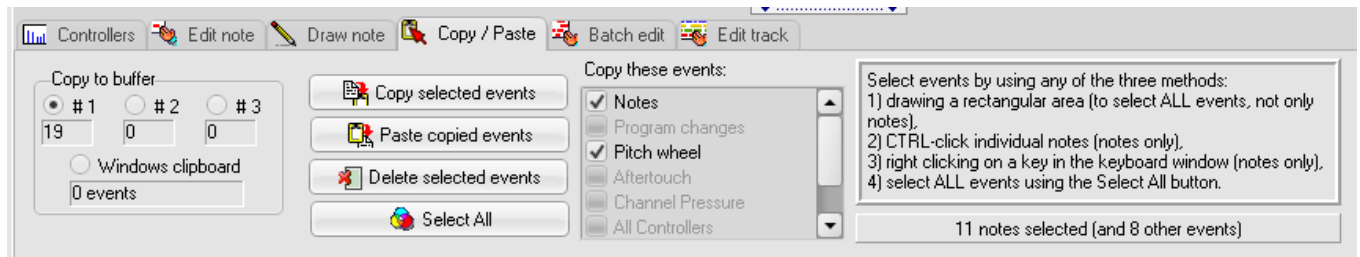 Controllers Edit note Draw note Copy / Paste Batch edit Edit track
Copy to buffer
# 1 # 2 # 3
19 0 0
Windows clipboard
0 events
Copy selected events
Paste copied events
Delete selected events
Select All
Copy these events:
Notes
Program changes
Pitch wheel
Aftertouch
Channel Pressure
All Controllers
Select events by using any of the three methods:
1) drawing a rectangular area (to select ALL events, not only
notes),
2) CTRL-click individual notes (notes only),
3) right clicking on a key in the keyboard window (notes only),
4) select ALL events using the Select All button.
11 notes selected (and 8 other events)